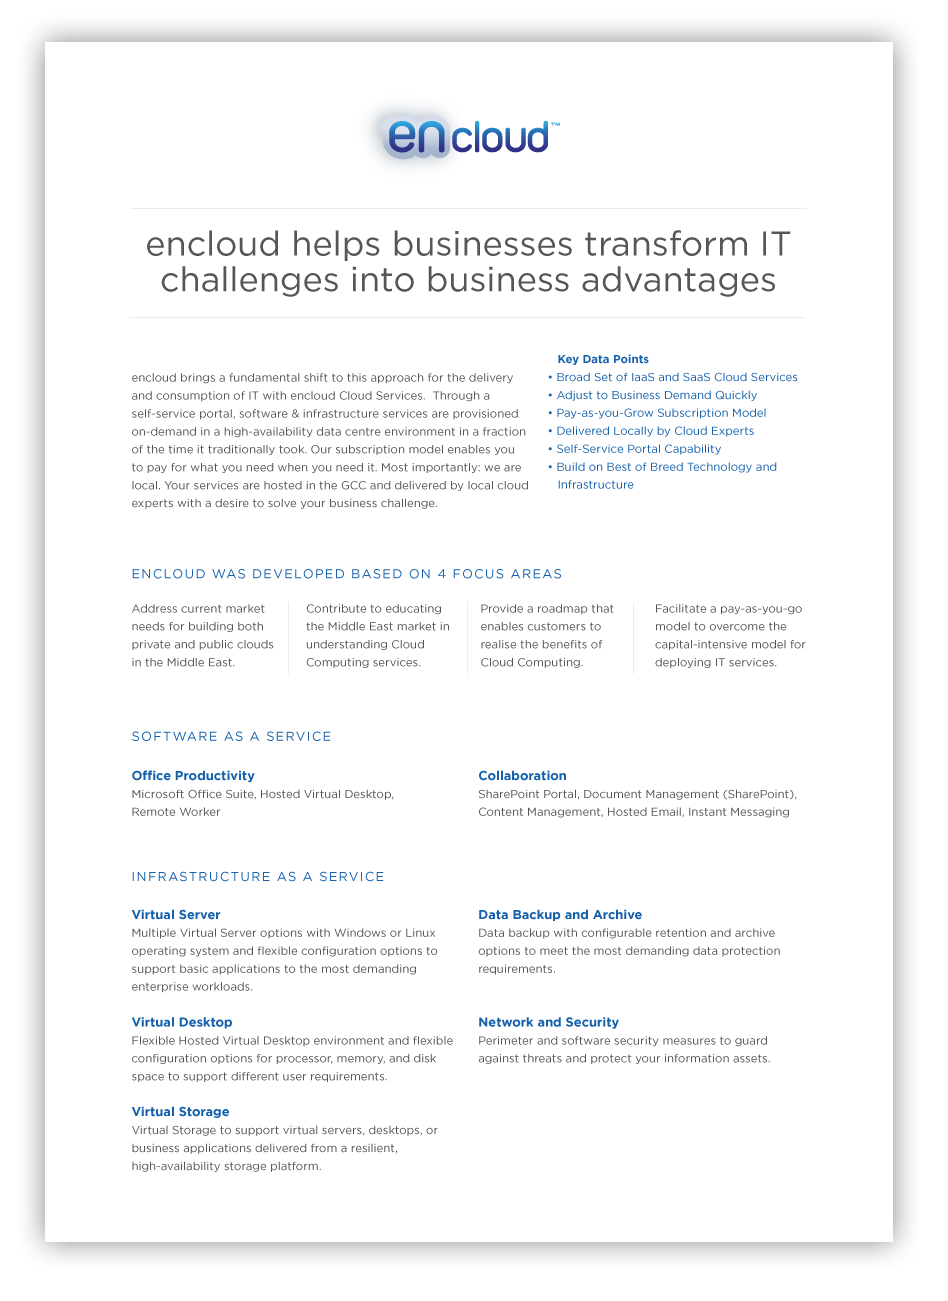 encloud™
encloud helps businesses transform IT
challenges into business advantages
encloud brings a fundamental shift to this approach for the delivery
and consumption of IT with encloud Cloud Services.  Through a
self-service portal, software & infrastructure services are provisioned
on-demand in a high-availability data centre environment in a fraction
of the time it traditionally took. Our subscription model enables you
to pay for what you need when you need it. Most importantly: we are
local. Your services are hosted in the GCC and delivered by local cloud
experts with a desire to solve your business challenge.
Key Data Points
• Broad Set of IaaS and SaaS Cloud Services
• Adjust to Business Demand Quickly
• Pay-as-you-Grow Subscription Model
• Delivered Locally by Cloud Experts
• Self-Service Portal Capability
• Build on Best of Breed Technology and
Infrastructure
ENCLOUD WAS DEVELOPED BASED ON 4 FOCUS AREAS
Address current market
needs for building both
private and public clouds
in the Middle East.
Contribute to educating
the Middle East market in
understanding Cloud
Computing services.
Provide a roadmap that
enables customers to
realise the benefits of
Cloud Computing.
Facilitate a pay-as-you-go
model to overcome the
capital-intensive model for
deploying IT services.
SOFTWARE AS A SERVICE
Office Productivity
Microsoft Office Suite, Hosted Virtual Desktop,
Remote Worker
Collaboration
SharePoint Portal, Document Management (SharePoint),
Content Management, Hosted Email, Instant Messaging
INFRASTRUCTURE AS A SERVICE
Virtual Server
Multiple Virtual Server options with Windows or Linux
operating system and flexible configuration options to
support basic applications to the most demanding
enterprise workloads.
Data Backup and Archive
Data backup with configurable retention and archive
options to meet the most demanding data protection
requirements.
Virtual Desktop
Flexible Hosted Virtual Desktop environment and flexible
configuration options for processor, memory, and disk
space to support different user requirements.
Network and Security
Perimeter and software security measures to guard
against threats and protect your information assets.
Virtual Storage
Virtual Storage to support virtual servers, desktops, or
business applications delivered from a resilient,
high-availability storage platform.